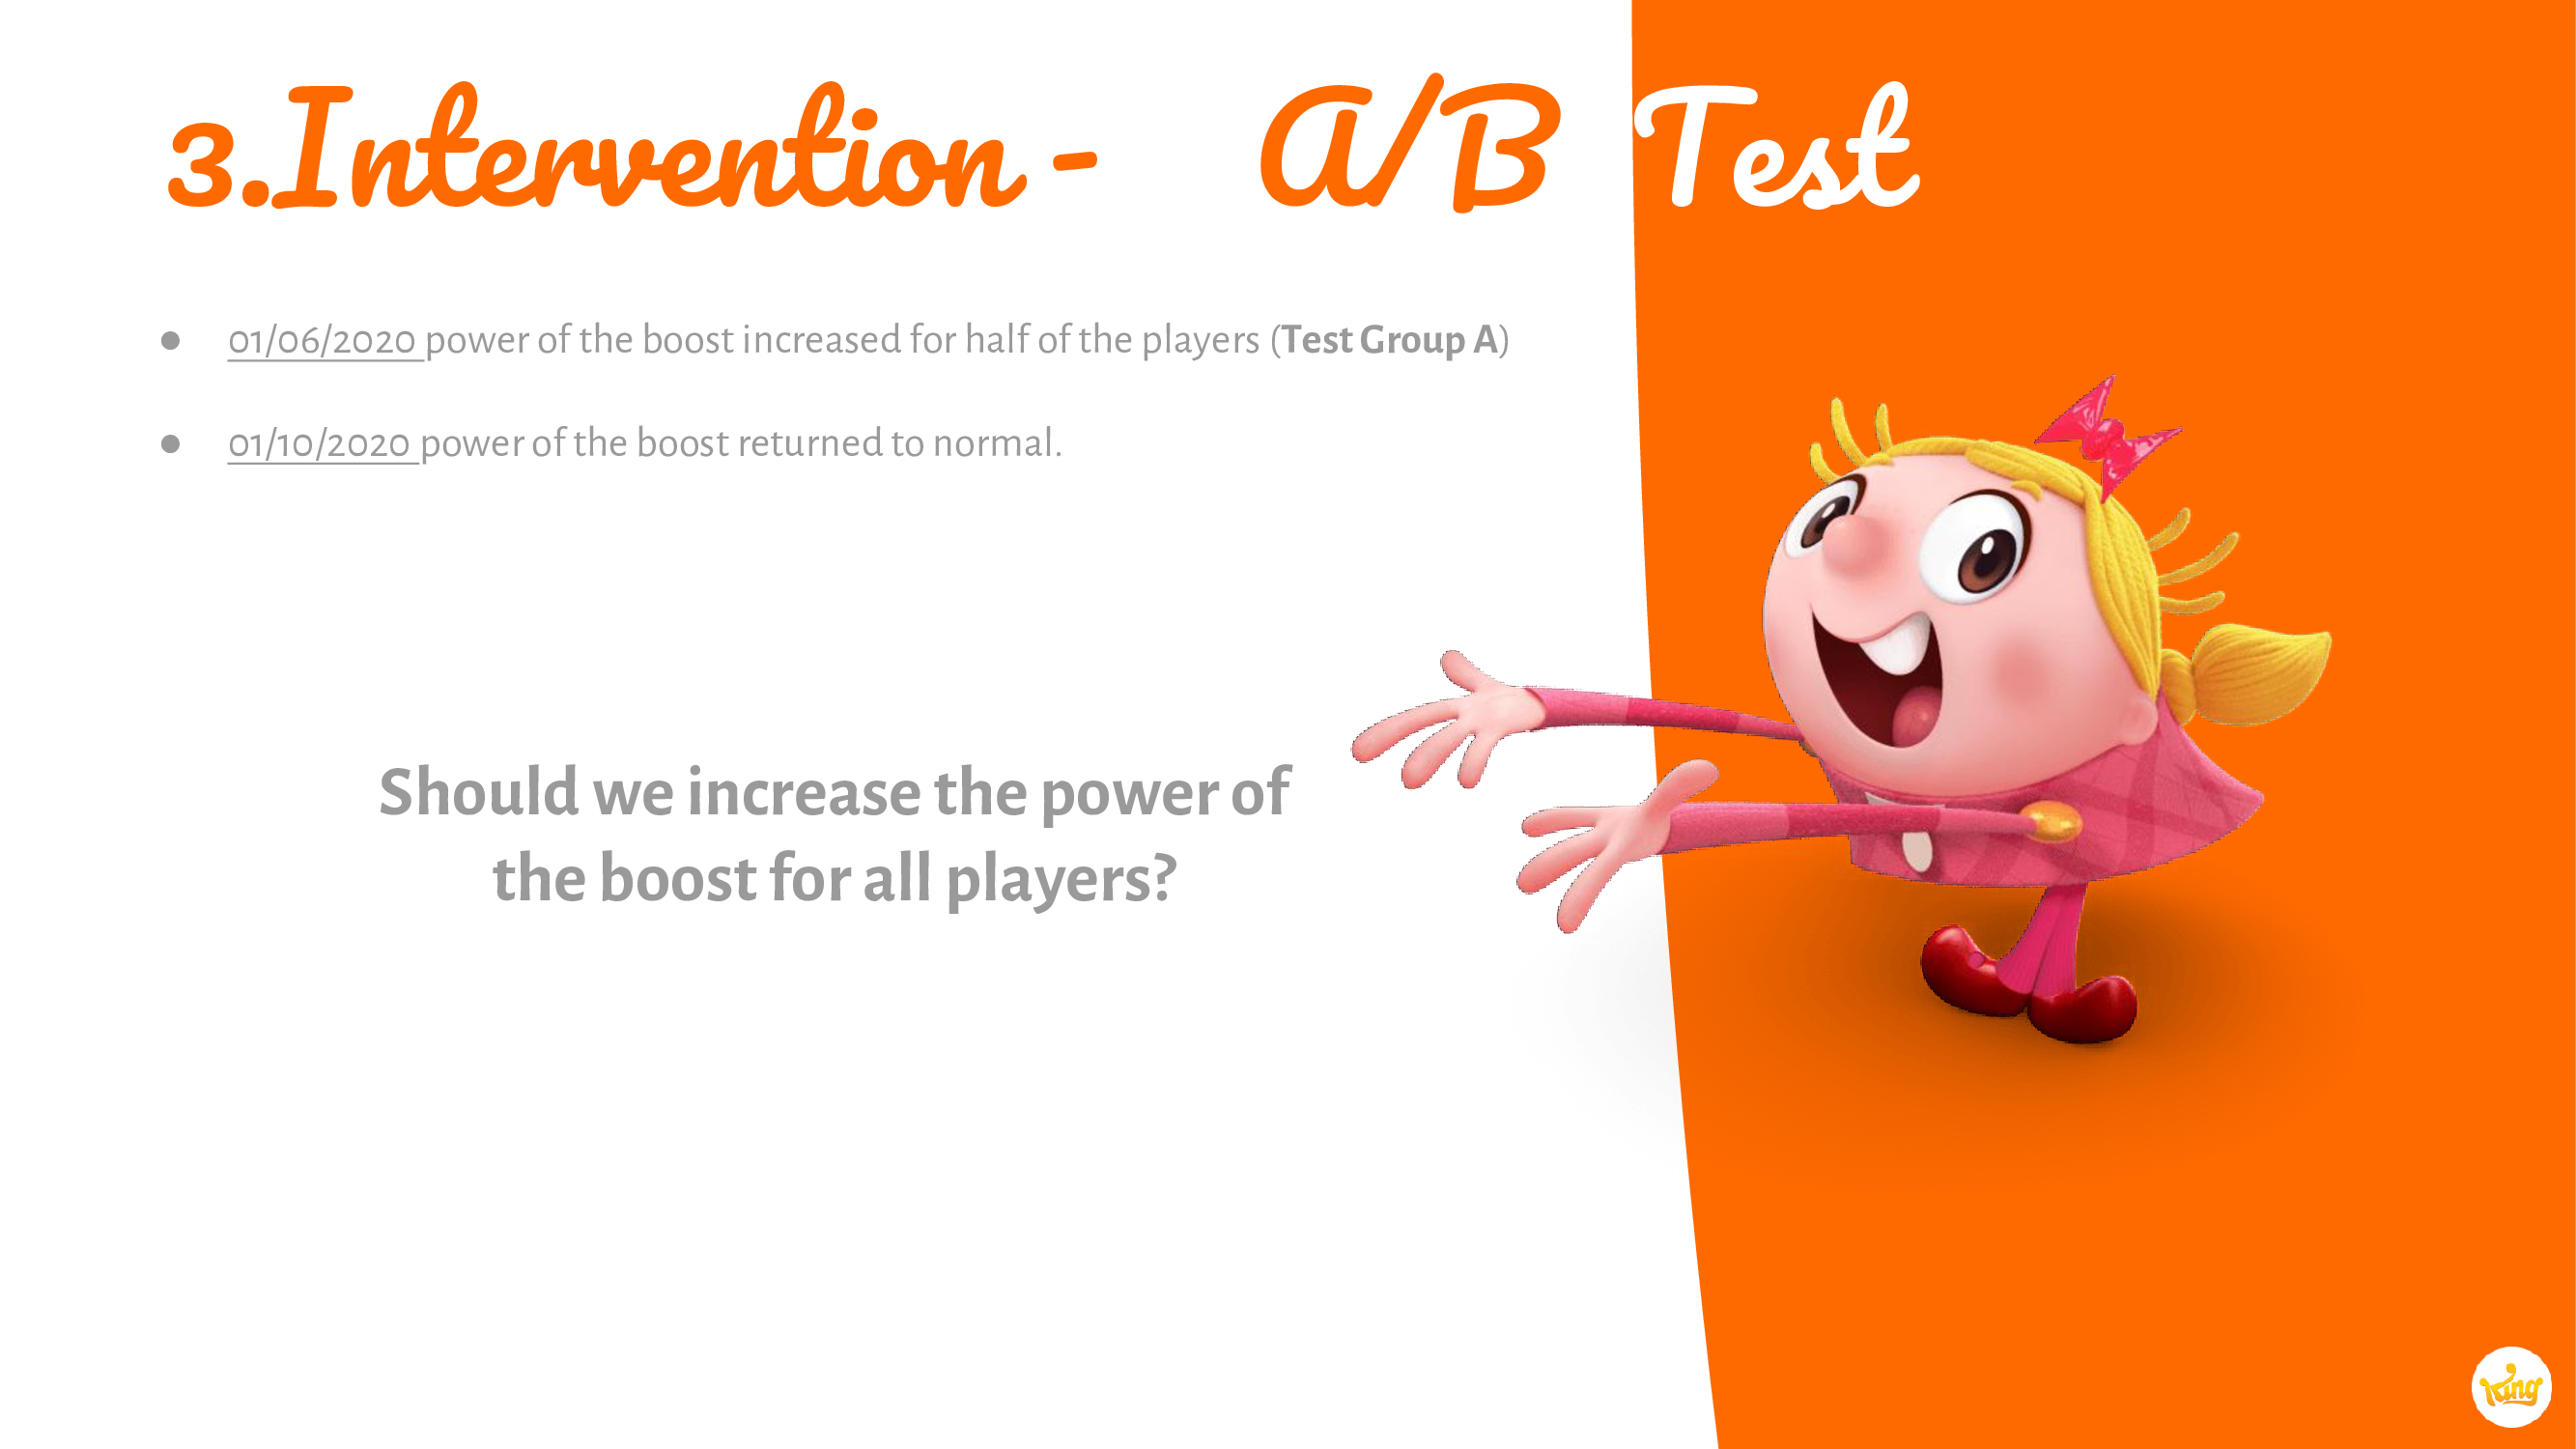 3.Intervention - A/B Test
● 01/06/2020 power of the boost increased for half of the players (Test Group A)
● 01/10/2020 power of the boost returned to normal.
Should we increase the power of
the boost for all players?
King